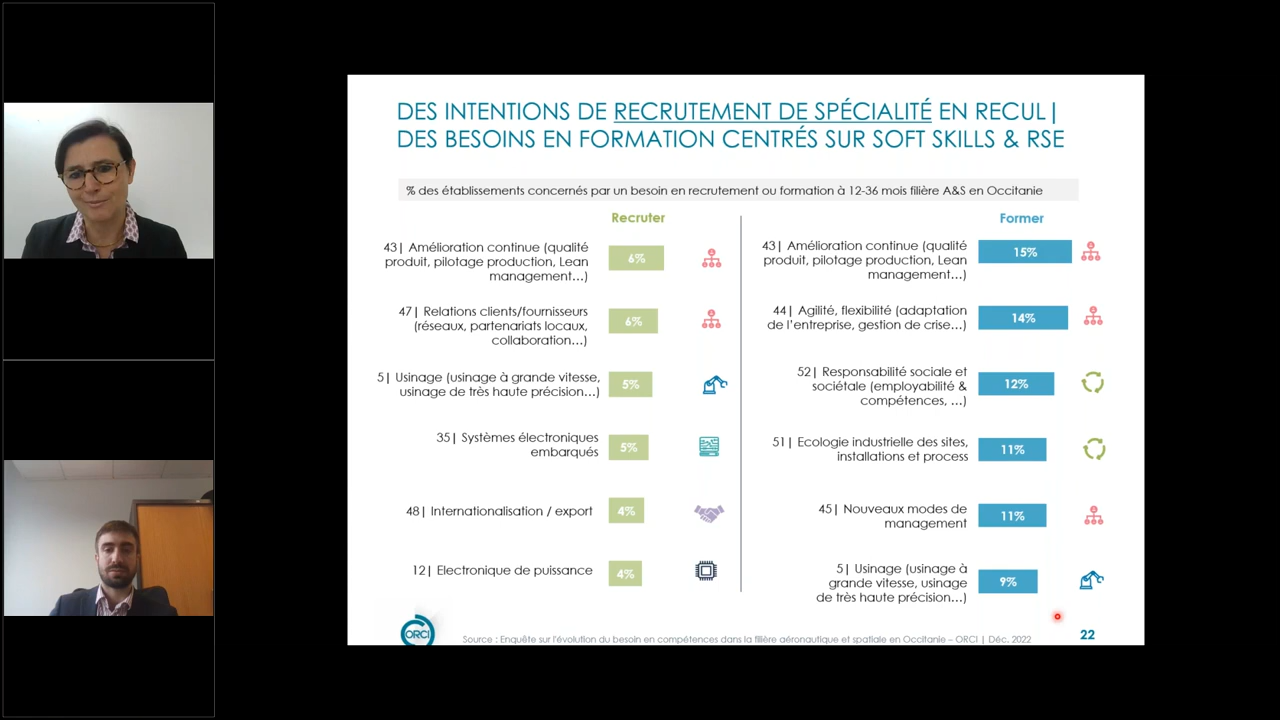 DES INTENTIONS DE RECRUTEMENT DE SPÉCIALITÉ EN RECUL|
DES BESOINS EN FORMATION CENTRÉS SUR SOFT SKILLS & RSE
% des établissements concernés par un besoin en recrutement ou formation à 12-36 mois filière A&S en Occitanie
Recruter
43| Amélioration continue (qualité
produit, pilotage production, Lean
management...)
6%
47| Relations clients/fournisseurs
(réseaux, partenariats locaux,
collaboration...)
6%
5| Usinage (usinage à grande vitesse,
usinage de très haute précision...)
5%
35| Systèmes électroniques
embarqués
5%
48| Internationalisation / export
4%
12| Electronique de puissance
4%
Former
43| Amélioration continue (qualité
produit, pilotage production, Lean
management...)
15%
44| Agilité, flexibilité (adaptation
de l'entreprise, gestion de crise...)
14%
52| Responsabilité sociale et
sociétale (employabilité &
compétences, ...)
12%
51| Ecologie industrielle des sites,
installations et process
11%
45| Nouveaux modes de
management
11%
5| Usinage (usinage à
grande vitesse, usinage
de très haute précision...)
9%
ORCI
Source : Enquête sur l'évolution du besoin en compétences dans la filière aéronautique et spatiale en Occitanie – ORCI | Déc. 2022
22